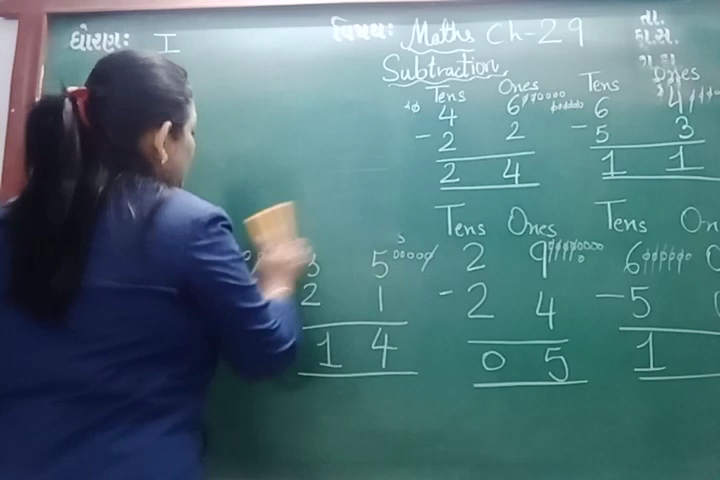 ધોરણઃ I વિષયઃ Maths Ch-29 તા.
Subtraction હા.સ.
Tens Ones Tens Ones
4 6 6 4
- 2 2 - 5 3
2 4 1 1
Tens Ones Tens On
3 5 2 9 6
2 1 - 2 4 - 5
1 4 0 5 1